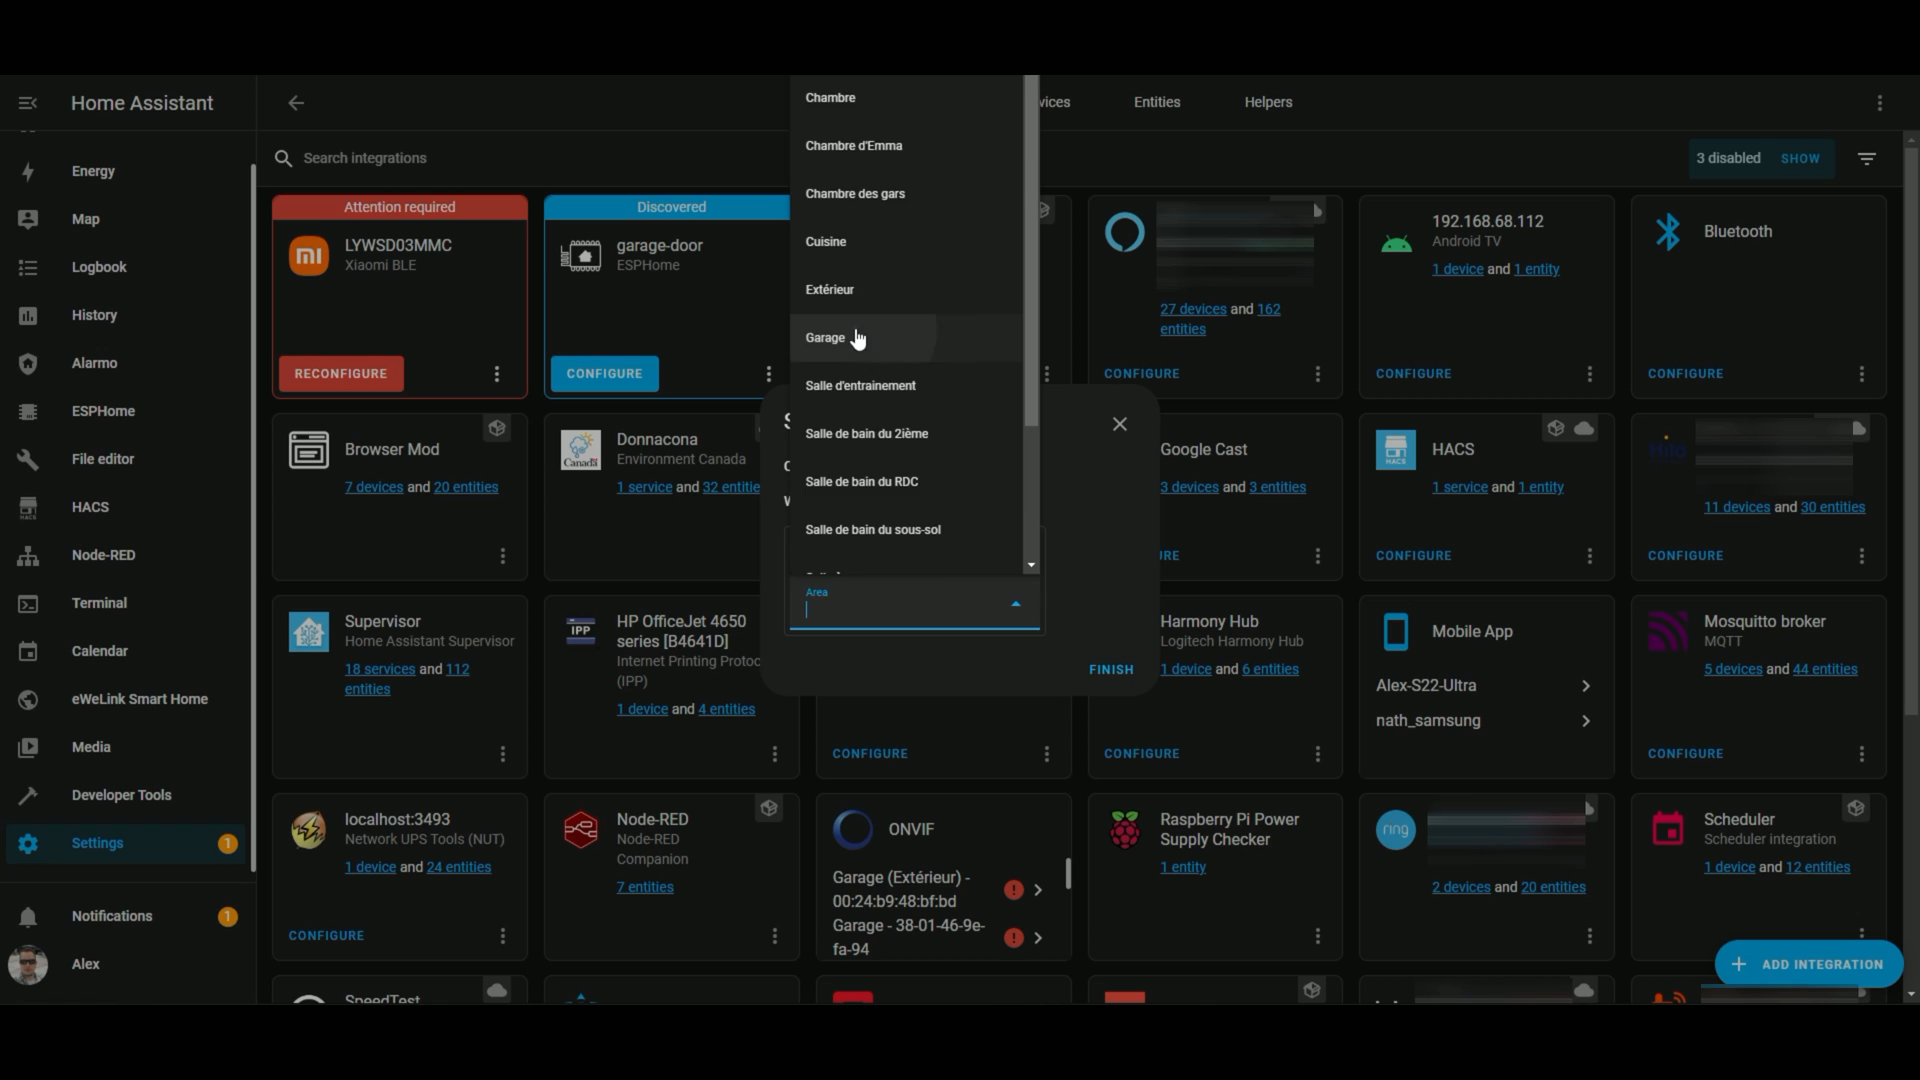 Home Assistant
Energy
Map
Logbook
History
Alarmo
ESPHome
File editor
HACS
Node-RED
Terminal
Calendar
eWeLink Smart Home
Media
Developer Tools
Settings
1
Notifications
1
Alex
vices
Entities
Helpers
Search integrations
3 disabled
SHOW
Attention required
LYWSD03MMC
Xiaomi BLE
RECONFIGURE
Discovered
garage-door
ESPHome
CONFIGURE
27 devices and 162
entities
CONFIGURE
192.168.68.112
Android TV
1 device and 1 entity
CONFIGURE
Bluetooth
CONFIGURE
Chambre
Chambre d'Emma
Chambre des gars
Cuisine
Extérieur
Garage
Salle d'entrainement
Salle de bain du 2ième
Salle de bain du RDC
Salle de bain du sous-sol
Area
FINISH
Browser Mod
7 devices and 20 entities
Canada
Donnacona
Environment Canada
1 service and 32 entitie
Google Cast
3 devices and 3 entities
HACS
HACS
1 service and 1 entity
CONFIGURE
11 devices and 30 entities
CONFIGURE
Supervisor
Home Assistant Supervisor
18 services and 112
entities
IPP
HP OfficeJet 4650
series [B4641D]
Internet Printing Protoc
(IPP)
1 device and 4 entities
CONFIGURE
Harmony Hub
Logitech Harmony Hub
1 device and 6 entities
CONFIGURE
Mobile App
Alex-S22-Ultra
nath_samsung
Mosquitto broker
MQTT
5 devices and 44 entities
CONFIGURE
localhost:3493
Network UPS Tools (NUT)
1 device and 24 entities
CONFIGURE
Node-RED
Node-RED
Companion
7 entities
ONVIF
Garage (Extérieur) -
00:24:b9:48:bf:bd
Garage - 38-01-46-9e-
fa-94
Raspberry Pi Power
Supply Checker
1 entity
ring
2 devices and 20 entities
Scheduler
Scheduler integration
1 device and 12 entities
ADD INTEGRATION
SpeedTest